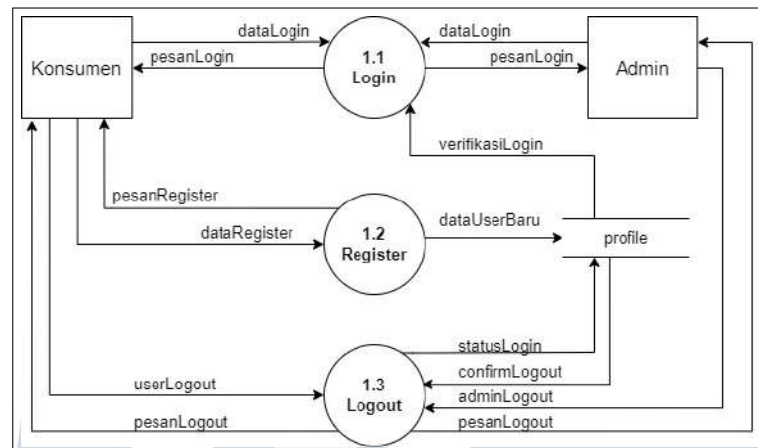 dataLogin
dataLogin
Konsumen
pesanLogin
1.1
Login
pesanLogin
Admin
verifikasiLogin
pesanRegister
dataRegister
1.2
Register
dataUserBaru
profile
statusLogin
userLogout
1.3
Logout
confirmLogout
adminLogout
pesanLogout
pesanLogout